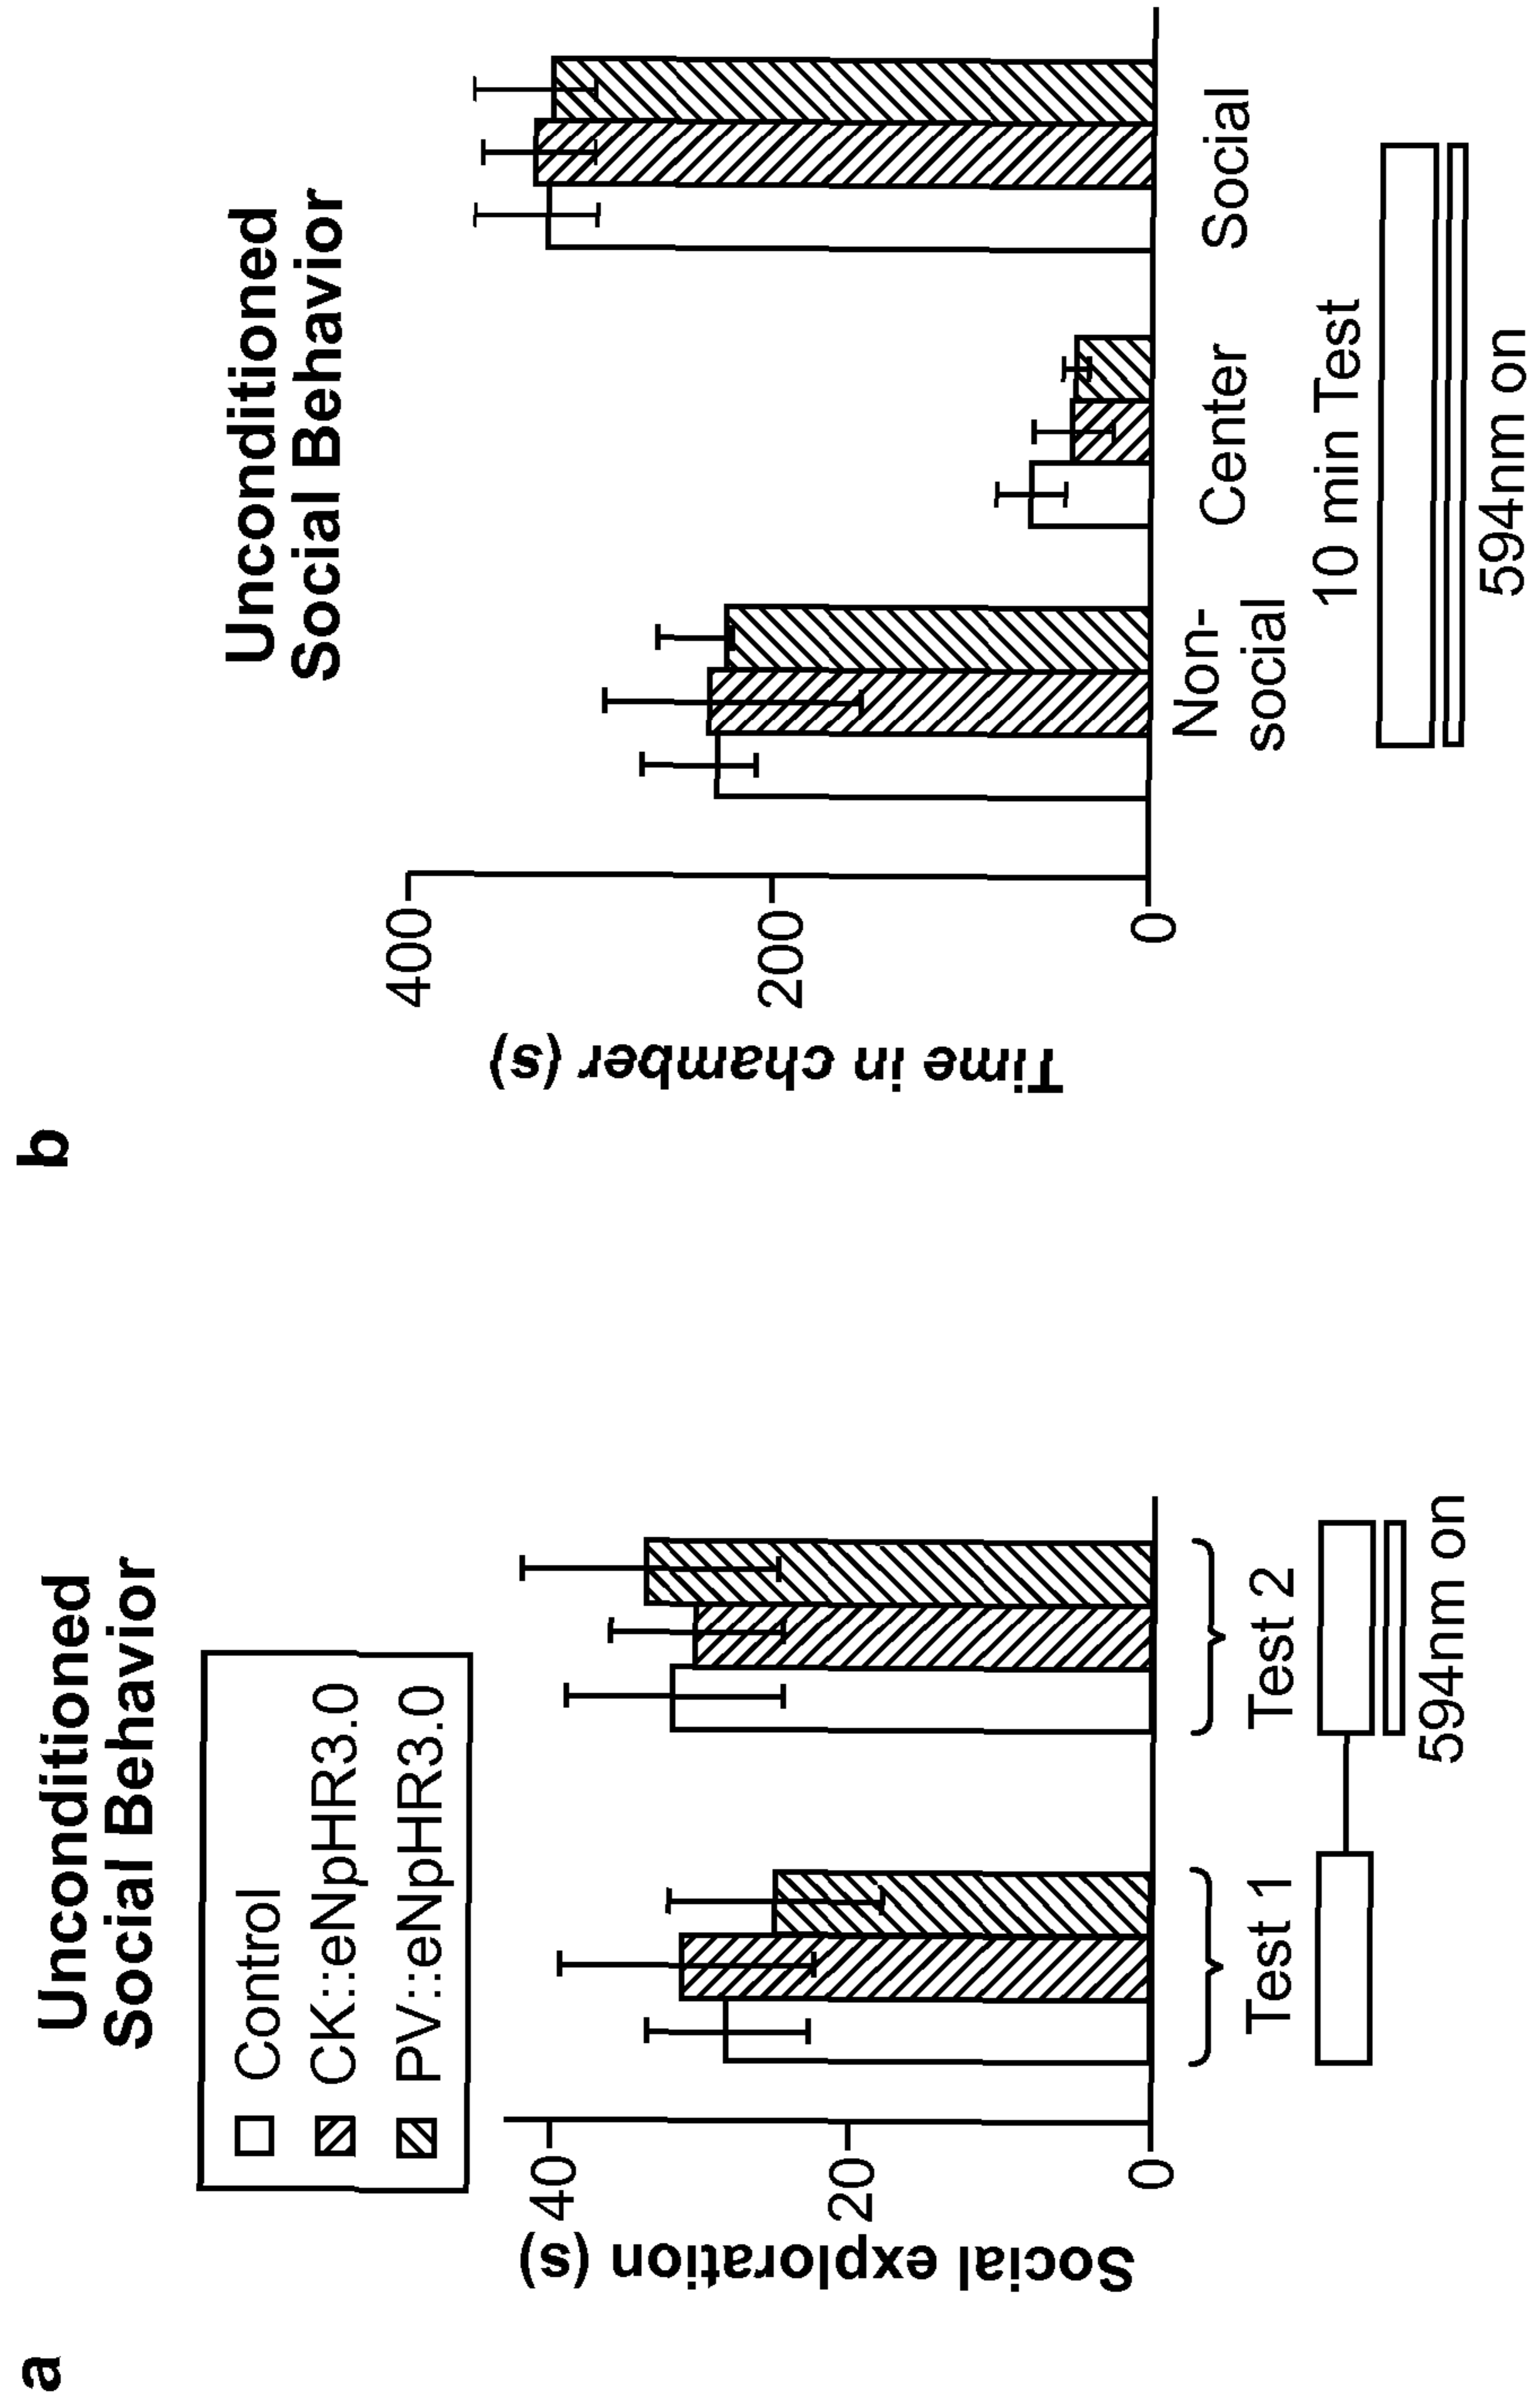 a
Unconditioned
Social Behavior
Control
CK::eNpHR3.0
PV::eNpHR3.0
Social exploration (s)
40
20
0
Test 1
Test 2
594nm on
b
Unconditioned
Social Behavior
Time in chamber (s)
400
200
0
Non-
social
Center
Social
10 min Test
594nm on